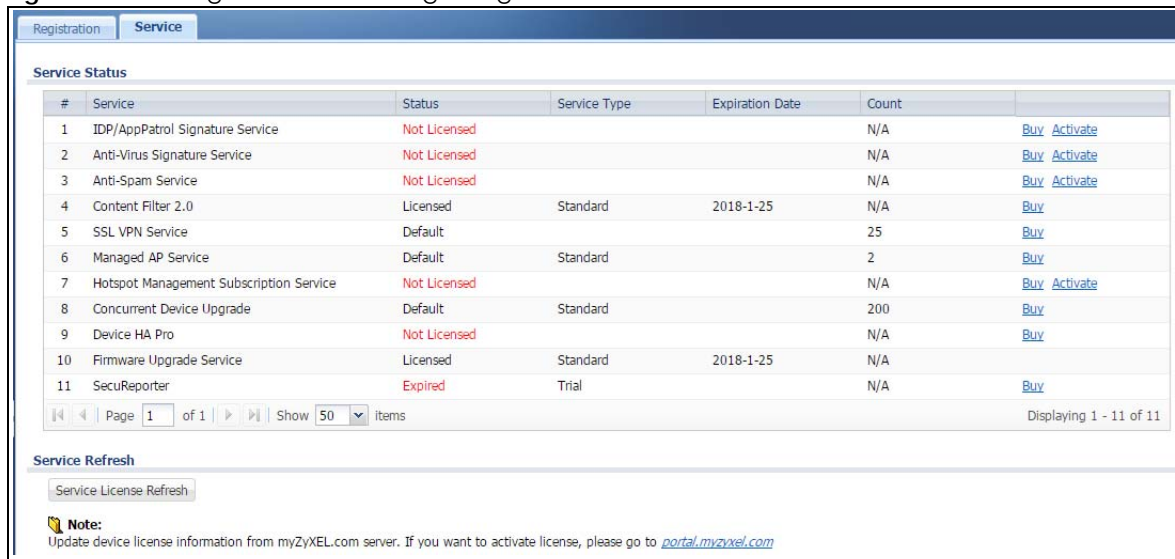 Registration Service
Service Status
# Service Status Service Type Expiration Date Count
1 IDP/AppPatrol Signature Service Not Licensed N/A Buy Activate
2 Anti-Virus Signature Service Not Licensed N/A Buy Activate
3 Anti-Spam Service Not Licensed N/A Buy Activate
4 Content Filter 2.0 Licensed Standard 2018-1-25 N/A Buy
5 SSL VPN Service Default 25 Buy
6 Managed AP Service Default Standard 2 Buy
7 Hotspot Management Subscription Service Not Licensed N/A Buy Activate
8 Concurrent Device Upgrade Default Standard 200 Buy
9 Device HA Pro Not Licensed N/A Buy
10 Firmware Upgrade Service Licensed Standard 2018-1-25 N/A
11 SecuReporter Expired Trial N/A Buy
Page 1 of 1 Show 50 items Displaying 1 - 11 of 11
Service Refresh
Service License Refresh
Note:
Update device license information from myZyXEL.com server. If you want to activate license, please go to portal.myzyxel.com